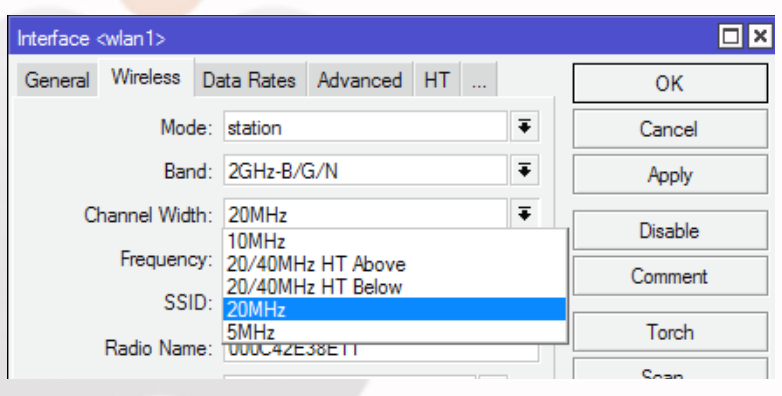 Interface <wlan1>
General Wireless Data Rates Advanced HT ...
OK
Mode: station
Cancel
Band: 2GHz-B/G/N
Apply
Channel Width: 20MHz
10MHz
20/40MHz HT Above
20/40MHz HT Below
20MHz
5MHz
Disable
Frequency:
Comment
SSID:
Torch
Radio Name: 000C42E38E11
Scan